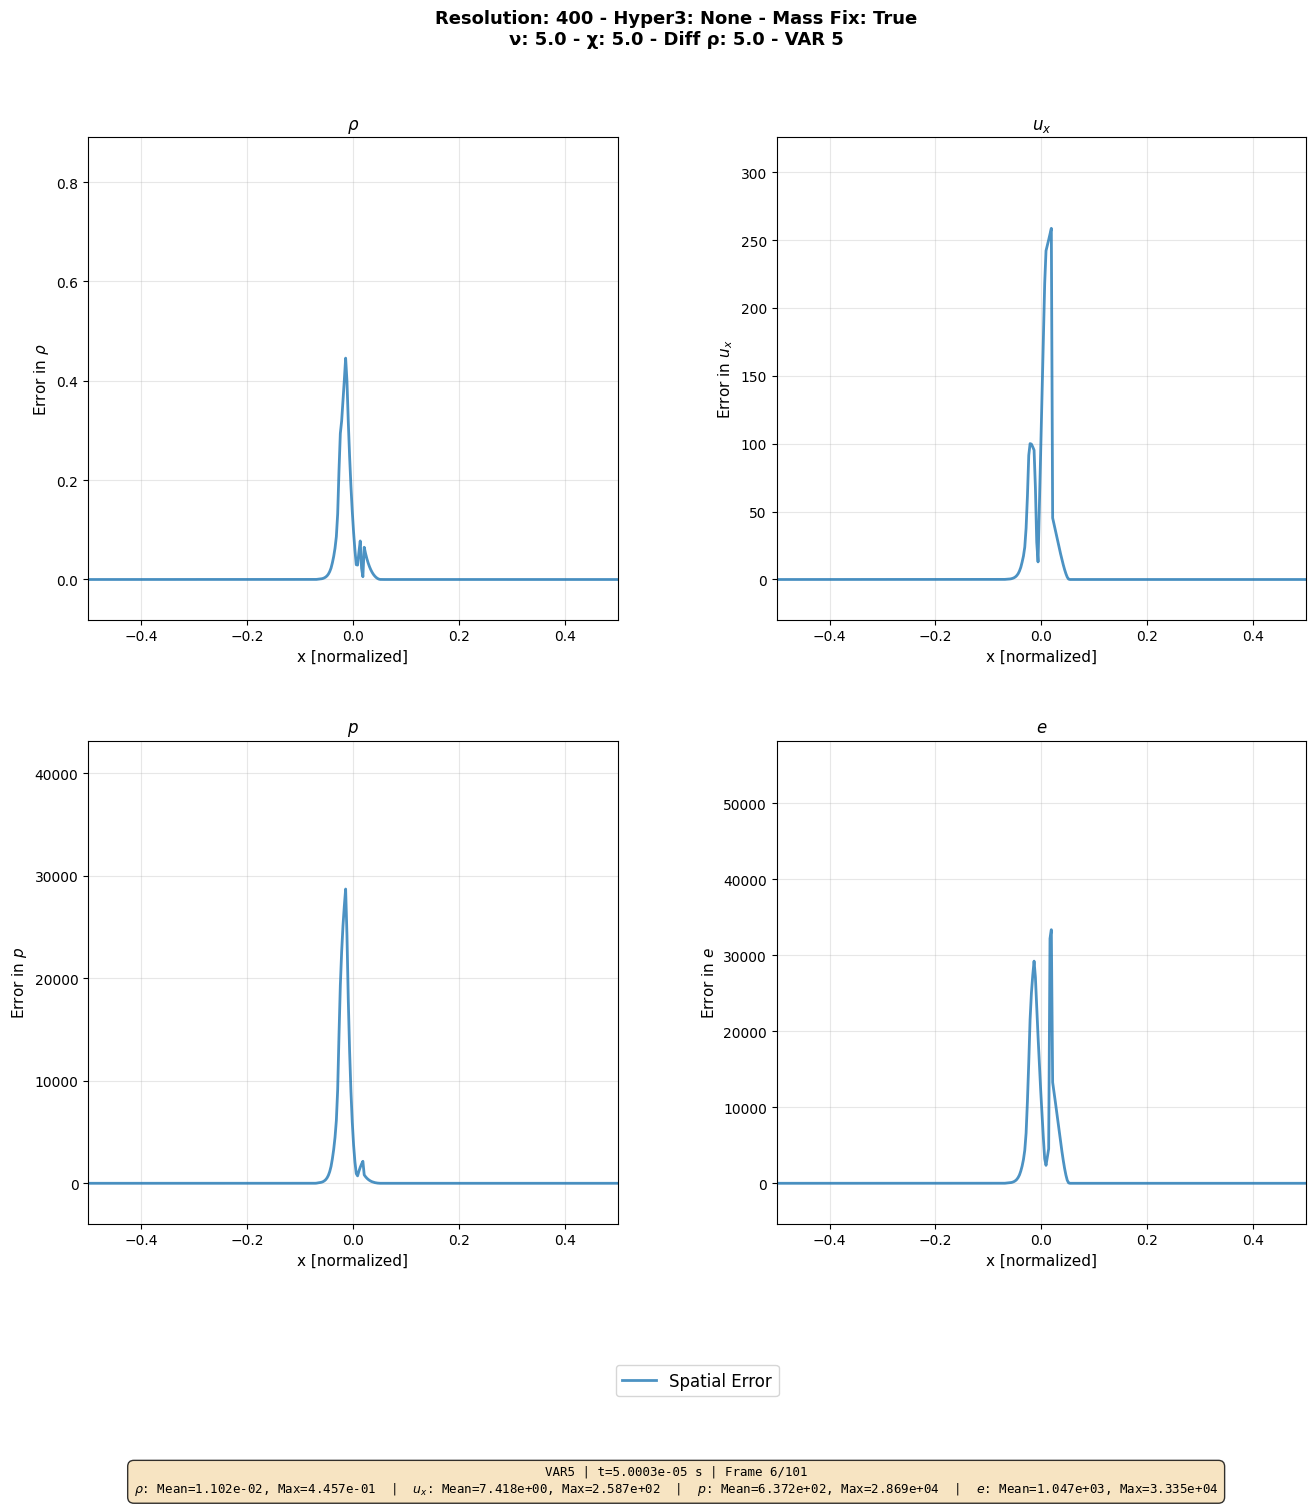 Resolution: 400 - Hyper3: None - Mass Fix: True
ν: 5.0 - χ: 5.0 - Diff ρ: 5.0 - VAR 5
ρ
Error in ρ
0.8
0.6
0.4
0.2
0.0
−0.4 −0.2 0.0 0.2 0.4
x [normalized]
u_x
Error in u_x
300
250
200
150
100
50
0
−0.4 −0.2 0.0 0.2 0.4
x [normalized]
p
Error in p
40000
30000
20000
10000
0
−0.4 −0.2 0.0 0.2 0.4
x [normalized]
e
Error in e
50000
40000
30000
20000
10000
0
−0.4 −0.2 0.0 0.2 0.4
x [normalized]
Spatial Error
VAR5 | t=5.0003e-05 s | Frame 6/101
ρ: Mean=1.102e-02, Max=4.457e-01 | u_x: Mean=7.418e+00, Max=2.587e+02 | p: Mean=6.372e+02, Max=2.869e+04 | e: Mean=1.047e+03, Max=3.335e+04